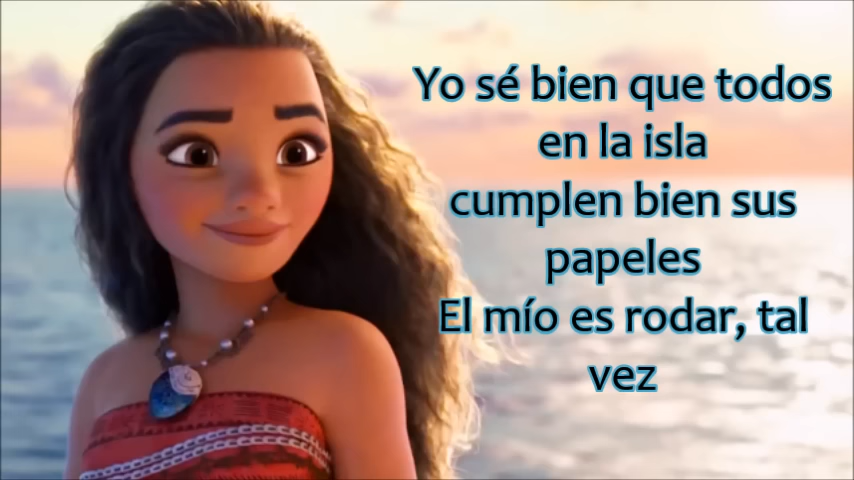 Yo sé bien que todos
en la isla
cumplen bien sus
papeles
El mío es rodar, tal
vez